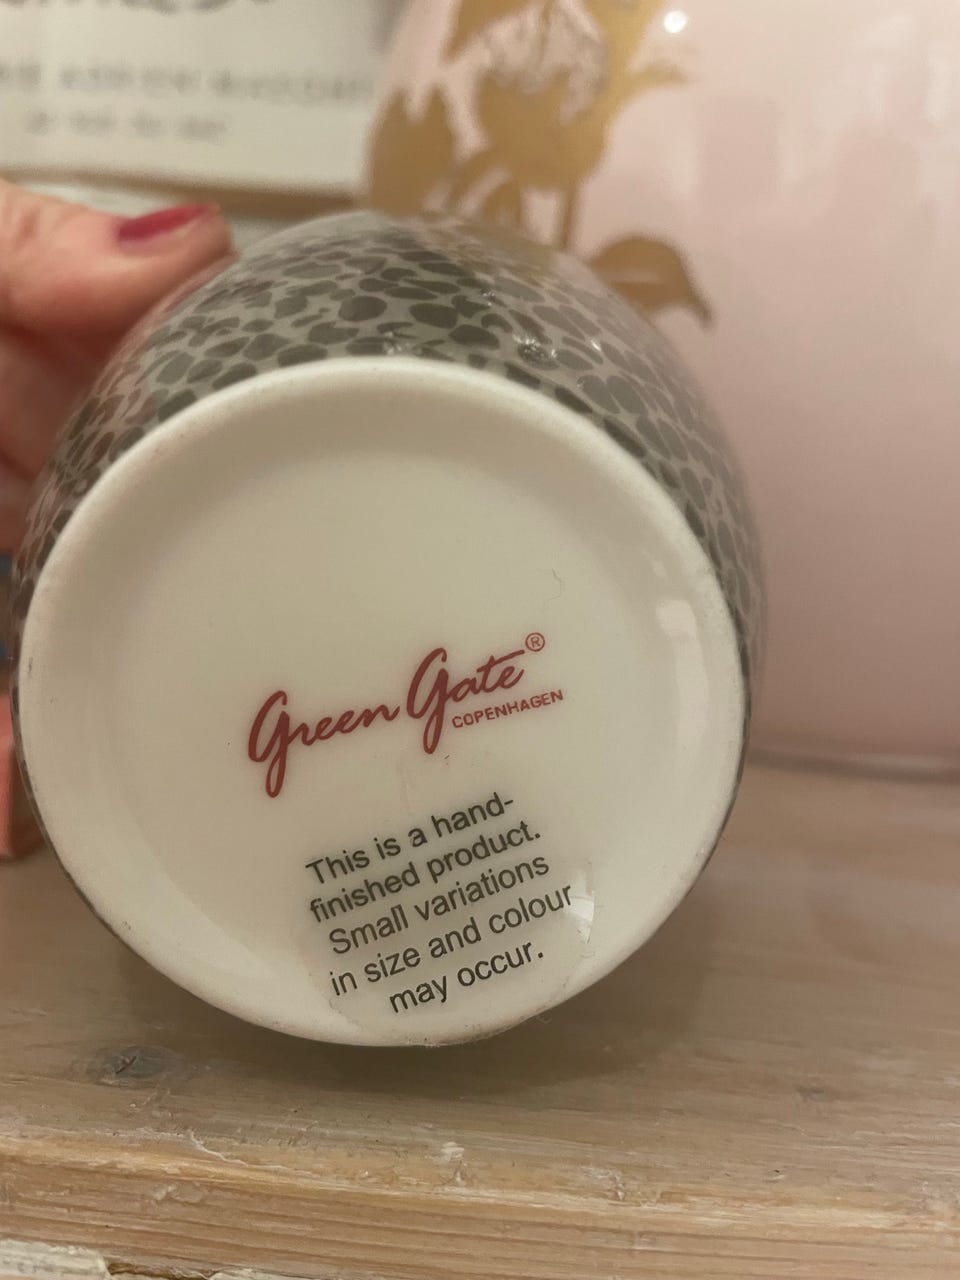 Green Gate®
COPENHAGEN
This is a hand-
finished product.
Small variations
in size and colour
may occur.